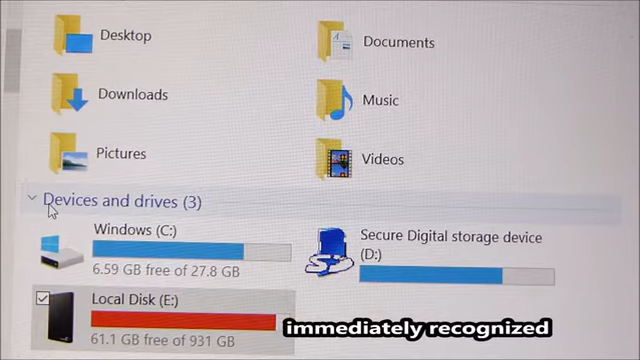 Desktop
Documents
Downloads
Music
Pictures
Videos
Devices and drives (3)
Windows (C:)
6.59 GB free of 27.8 GB
Secure Digital storage device
(D:)
Local Disk (E:)
61.1 GB free of 931 GB
immediately recognized